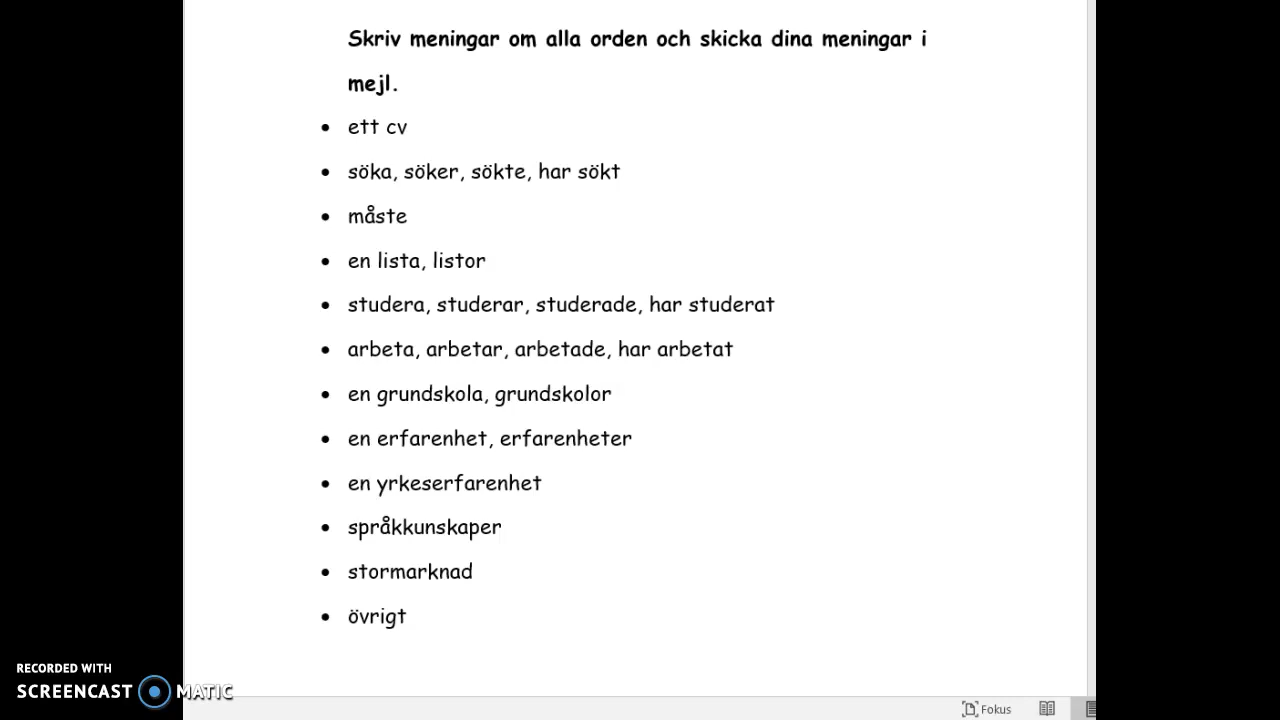 Skriv meningar om alla orden och skicka dina meningar i
mejl.
• ett cv
• söka, söker, sökte, har sökt
• måste
• en lista, listor
• studera, studerar, studerade, har studerat
• arbeta, arbetar, arbetade, har arbetat
• en grundskola, grundskolor
• en erfarenhet, erfarenheter
• en yrkeserfarenhet
• språkkunskaper
• stormarknad
• övrigt
RECORDED WITH
SCREENCAST MATIC
Fokus